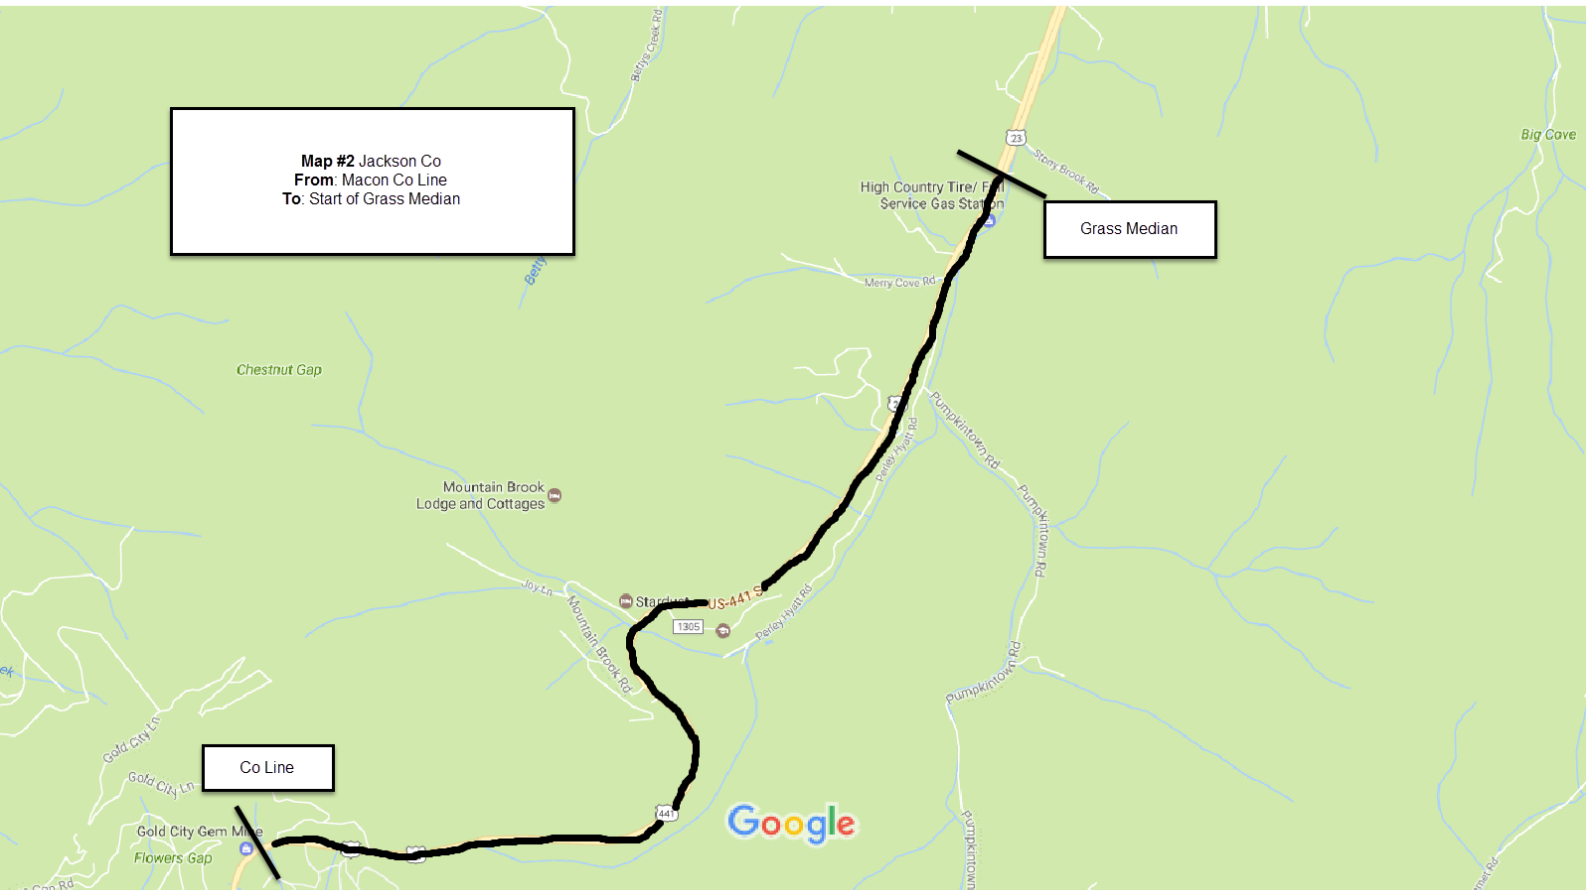 Map #2 Jackson Co
From: Macon Co Line
To: Start of Grass Median
Bettys Creek Rd
Big Cove
23
Stony Brook Rd
High Country Tire/ Full
Service Gas Station
Grass Median
Betty
Merry Cove Rd
Chestnut Gap
Pumpkintown Rd
Perley Hyatt Rd
Mountain Brook
Lodge and Cottages
Pumpkintown Rd
Joy Ln
Stardust
US-441 S
Mountain Brook Rd
1305
Perley Hyatt Rd
Pumpkintown Rd
Gold City Ln
Co Line
Gold City Ln
441
Google
Gold City Gem Mine
Flowers Gap
Pumpkintown
Gap Rd